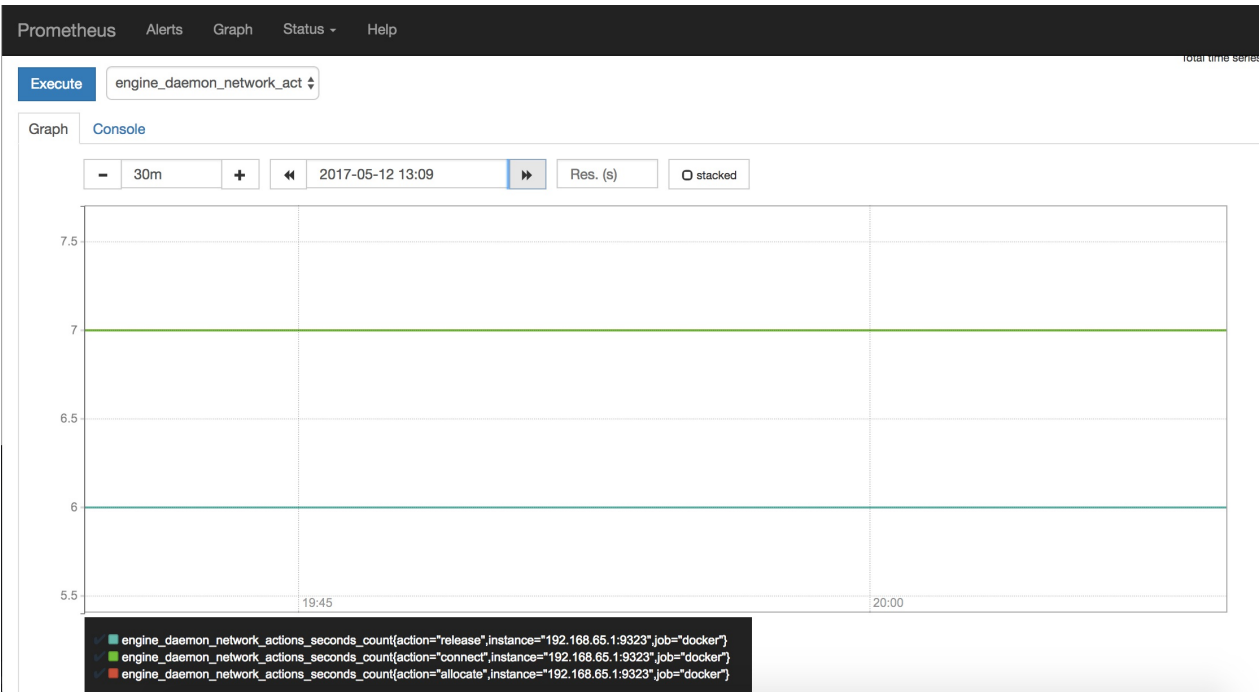 Prometheus Alerts Graph Status Help
Total time series
Execute engine_daemon_network_act
Graph Console
30m 2017-05-12 13:09 Res. (s) stacked
7.5
7
6.5
6
5.5
19:45 20:00
engine_daemon_network_actions_seconds_count{action="release",instance="192.168.65.1:9323",job="docker"}
engine_daemon_network_actions_seconds_count{action="connect",instance="192.168.65.1:9323",job="docker"}
engine_daemon_network_actions_seconds_count{action="allocate",instance="192.168.65.1:9323",job="docker"}